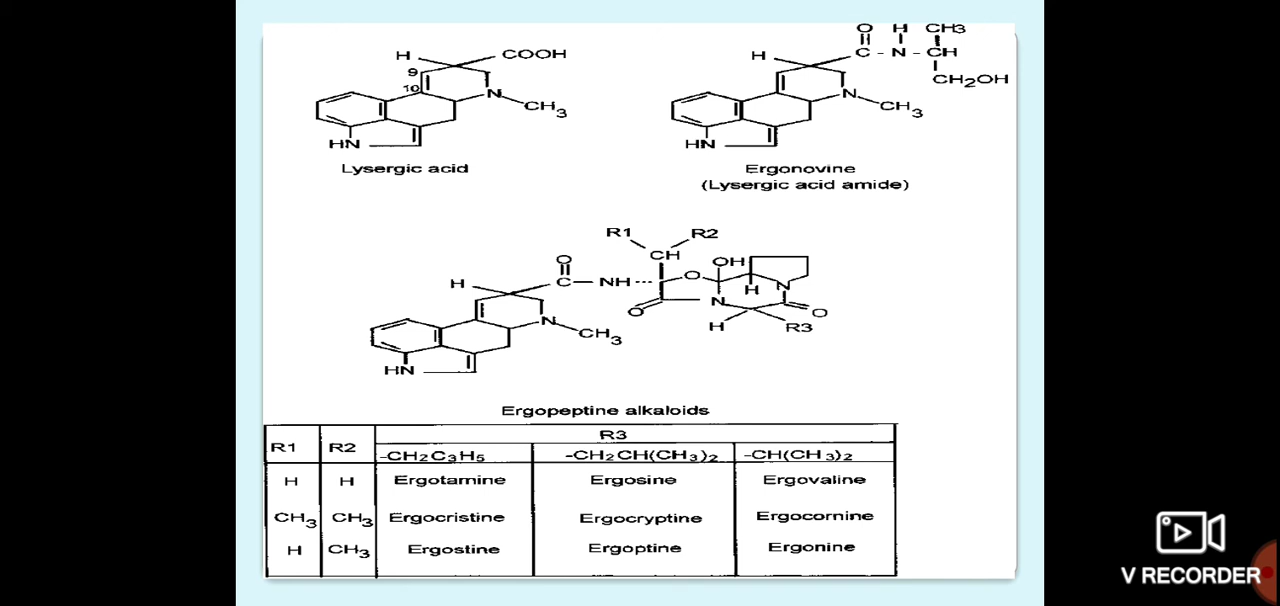 H COOH
9
10
N CH3
HN
Lysergic acid
O H CH3
H C - N - CH
CH2OH
N CH3
HN
Ergonovine
(Lysergic acid amide)
R1 R2
CH
O OH
H C NH O H N
O N O
N CH3 H R3
HN
Ergopeptine alkaloids
R1 R2 R3
-CH2C3H5 -CH2CH(CH3)2 -CH(CH3)2
H H Ergotamine Ergosine Ergovaline
CH3 CH3 Ergocristine Ergocryptine Ergocornine
H CH3 Ergostine Ergoptine Ergonine
V RECORDER